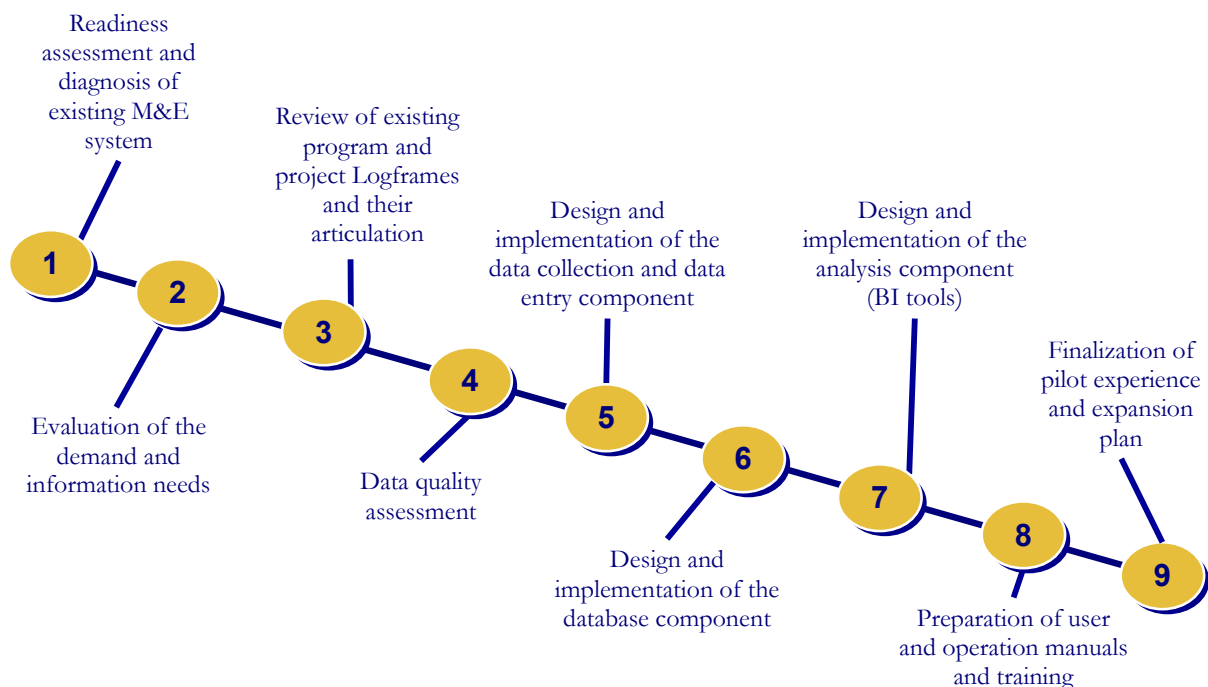 Readiness
assessment and
diagnosis of
existing M&E
system
1
Evaluation of the
demand and
information needs
2
Review of existing
program and
project Logframes
and their
articulation
3
Data quality
assessment
4
Design and
implementation of the
data collection and data
entry component
5
Design and
implementation of the
database component
6
Design and
implementation of the
analysis component
(BI tools)
7
Preparation of user
and operation manuals
and training
8
Finalization of
pilot experience
and expansion
plan
9